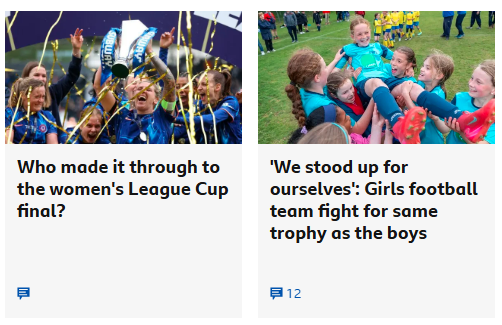 Who made it through to
the women's League Cup
final?
'We stood up for
ourselves': Girls football
team fight for same
trophy as the boys
12